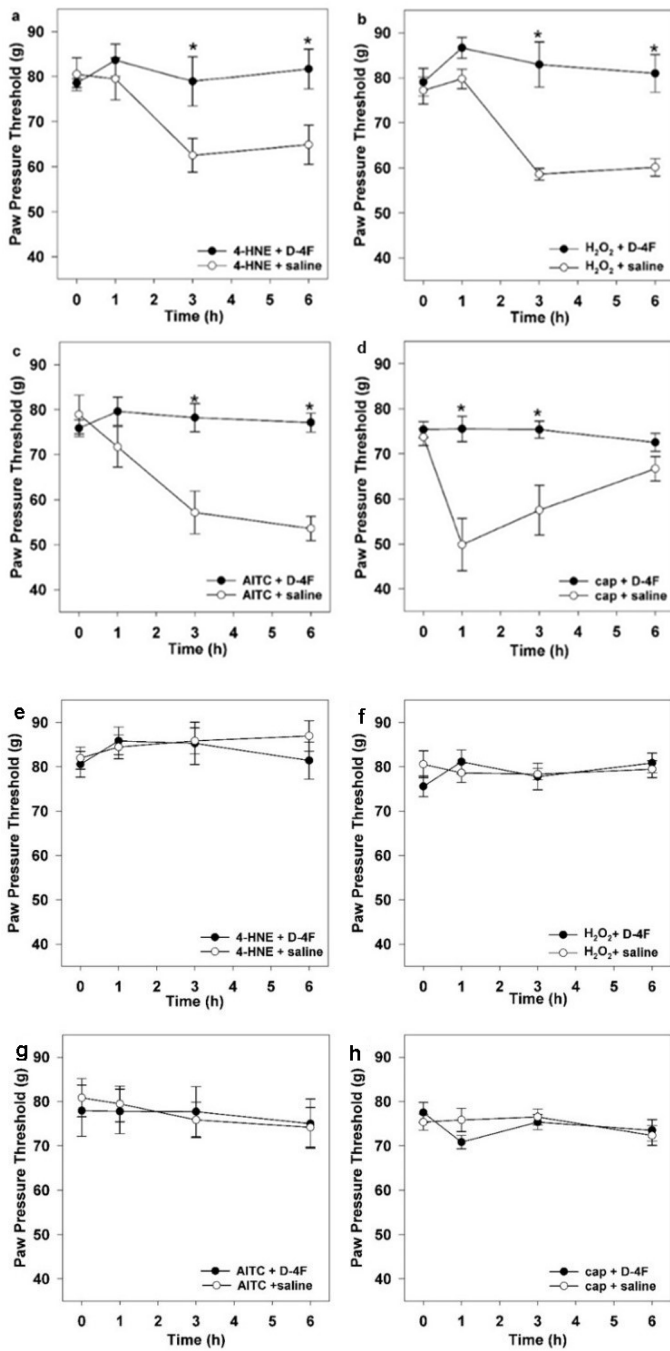 a
90
*
*
80
70
60
50
40
Paw Pressure Threshold (g)
4-HNE + D-4F
4-HNE + saline
0 1 2 3 4 5 6
Time (h)
b
90
*
*
80
70
60
50
40
Paw Pressure Threshold (g)
H₂O₂ + D-4F
H₂O₂ + saline
0 1 2 3 4 5 6
Time (h)
c
90
*
*
80
70
60
50
40
Paw Pressure Threshold (g)
AITC + D-4F
AITC + saline
0 1 2 3 4 5 6
Time (h)
d
90
*
*
80
70
60
50
40
Paw Pressure Threshold (g)
cap + D-4F
cap + saline
0 1 2 3 4 5 6
Time (h)
e
90
80
70
60
50
40
Paw Pressure Threshold (g)
4-HNE + D-4F
4-HNE + saline
0 1 2 3 4 5 6
Time (h)
f
90
80
70
60
50
40
Paw Pressure Threshold (g)
H₂O₂+ D-4F
H₂O₂+ saline
0 1 2 3 4 5 6
Time (h)
g
90
80
70
60
50
40
Paw Pressure Threshold (g)
AITC + D-4F
AITC +saline
0 1 2 3 4 5 6
Time (h)
h
90
80
70
60
50
40
Paw Pressure Threshold (g)
cap + D-4F
cap + saline
0 1 2 3 4 5 6
Time (h)